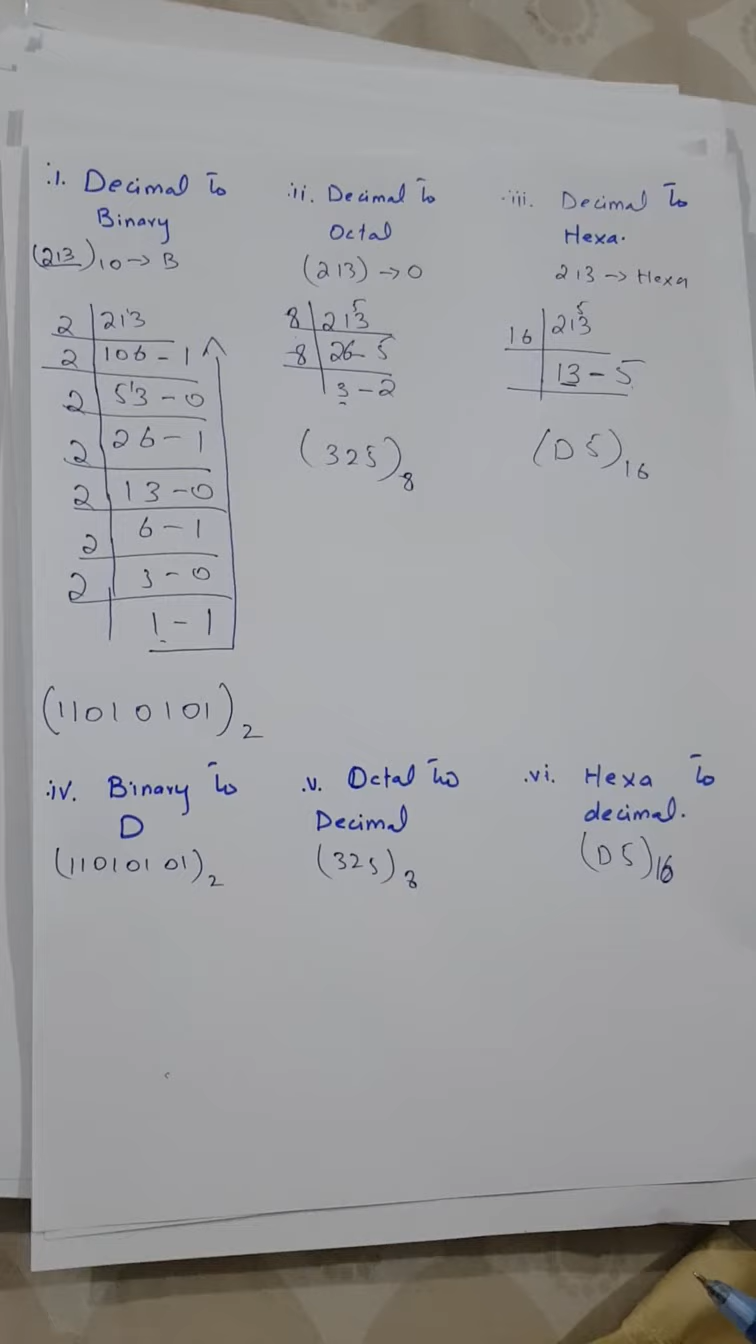 i. Decimal To
Binary
(213)10 → B
2 213
2 106 - 1
2 53 - 0
2 26 - 1
2 13 - 0
2 6 - 1
2 3 - 0
1 - 1
(11010101)2
ii. Decimal To
Octal
(213) → O
8 213
8 26 - 5
3 - 2
(325)8
iii. Decimal To
Hexa.
213 → Hexa
16 213
13 - 5
(D5)16
iv. Binary To
D
(11010101)2
v. Octal To
Decimal
(325)8
vi. Hexa To
decimal.
(D5)16